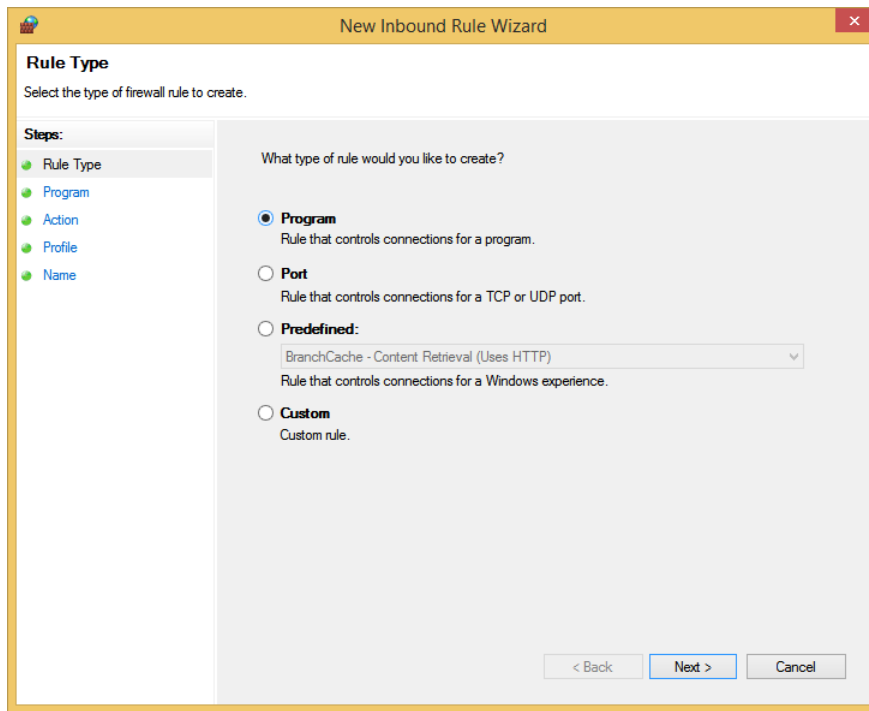 New Inbound Rule Wizard
Rule Type
Select the type of firewall rule to create.
Steps:
Rule Type
Program
Action
Profile
Name
What type of rule would you like to create?
Program
Rule that controls connections for a program.
Port
Rule that controls connections for a TCP or UDP port.
Predefined:
BranchCache - Content Retrieval (Uses HTTP)
Rule that controls connections for a Windows experience.
Custom
Custom rule.
< Back Next > Cancel